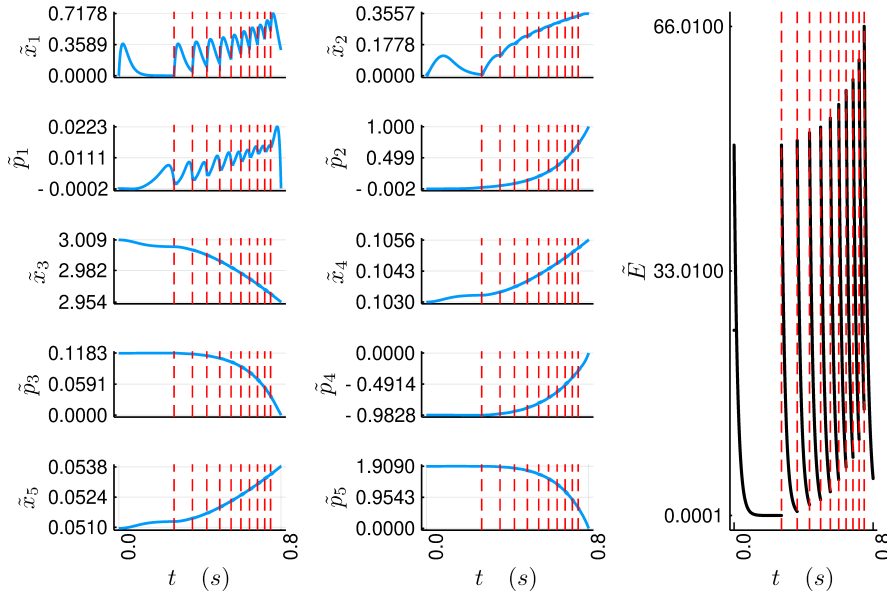 x̃₁
0.7178
0.3589
0.0000
x̃₂
0.3557
0.1778
0.0000
p̃₁
0.0223
0.0111
- 0.0002
p̃₂
1.000
0.499
- 0.002
x̃₃
3.009
2.982
2.954
x̃₄
0.1056
0.1043
0.1030
p̃₃
0.1183
0.0591
0.0000
p̃₄
0.0000
- 0.4914
- 0.9828
x̃₅
0.0538
0.0524
0.0510
0.0
0.8
t (s)
p̃₅
1.9090
0.9543
0.0000
0.0
0.8
t (s)
Ẽ
66.0100
33.0100
0.0001
0.0
0.8
t (s)